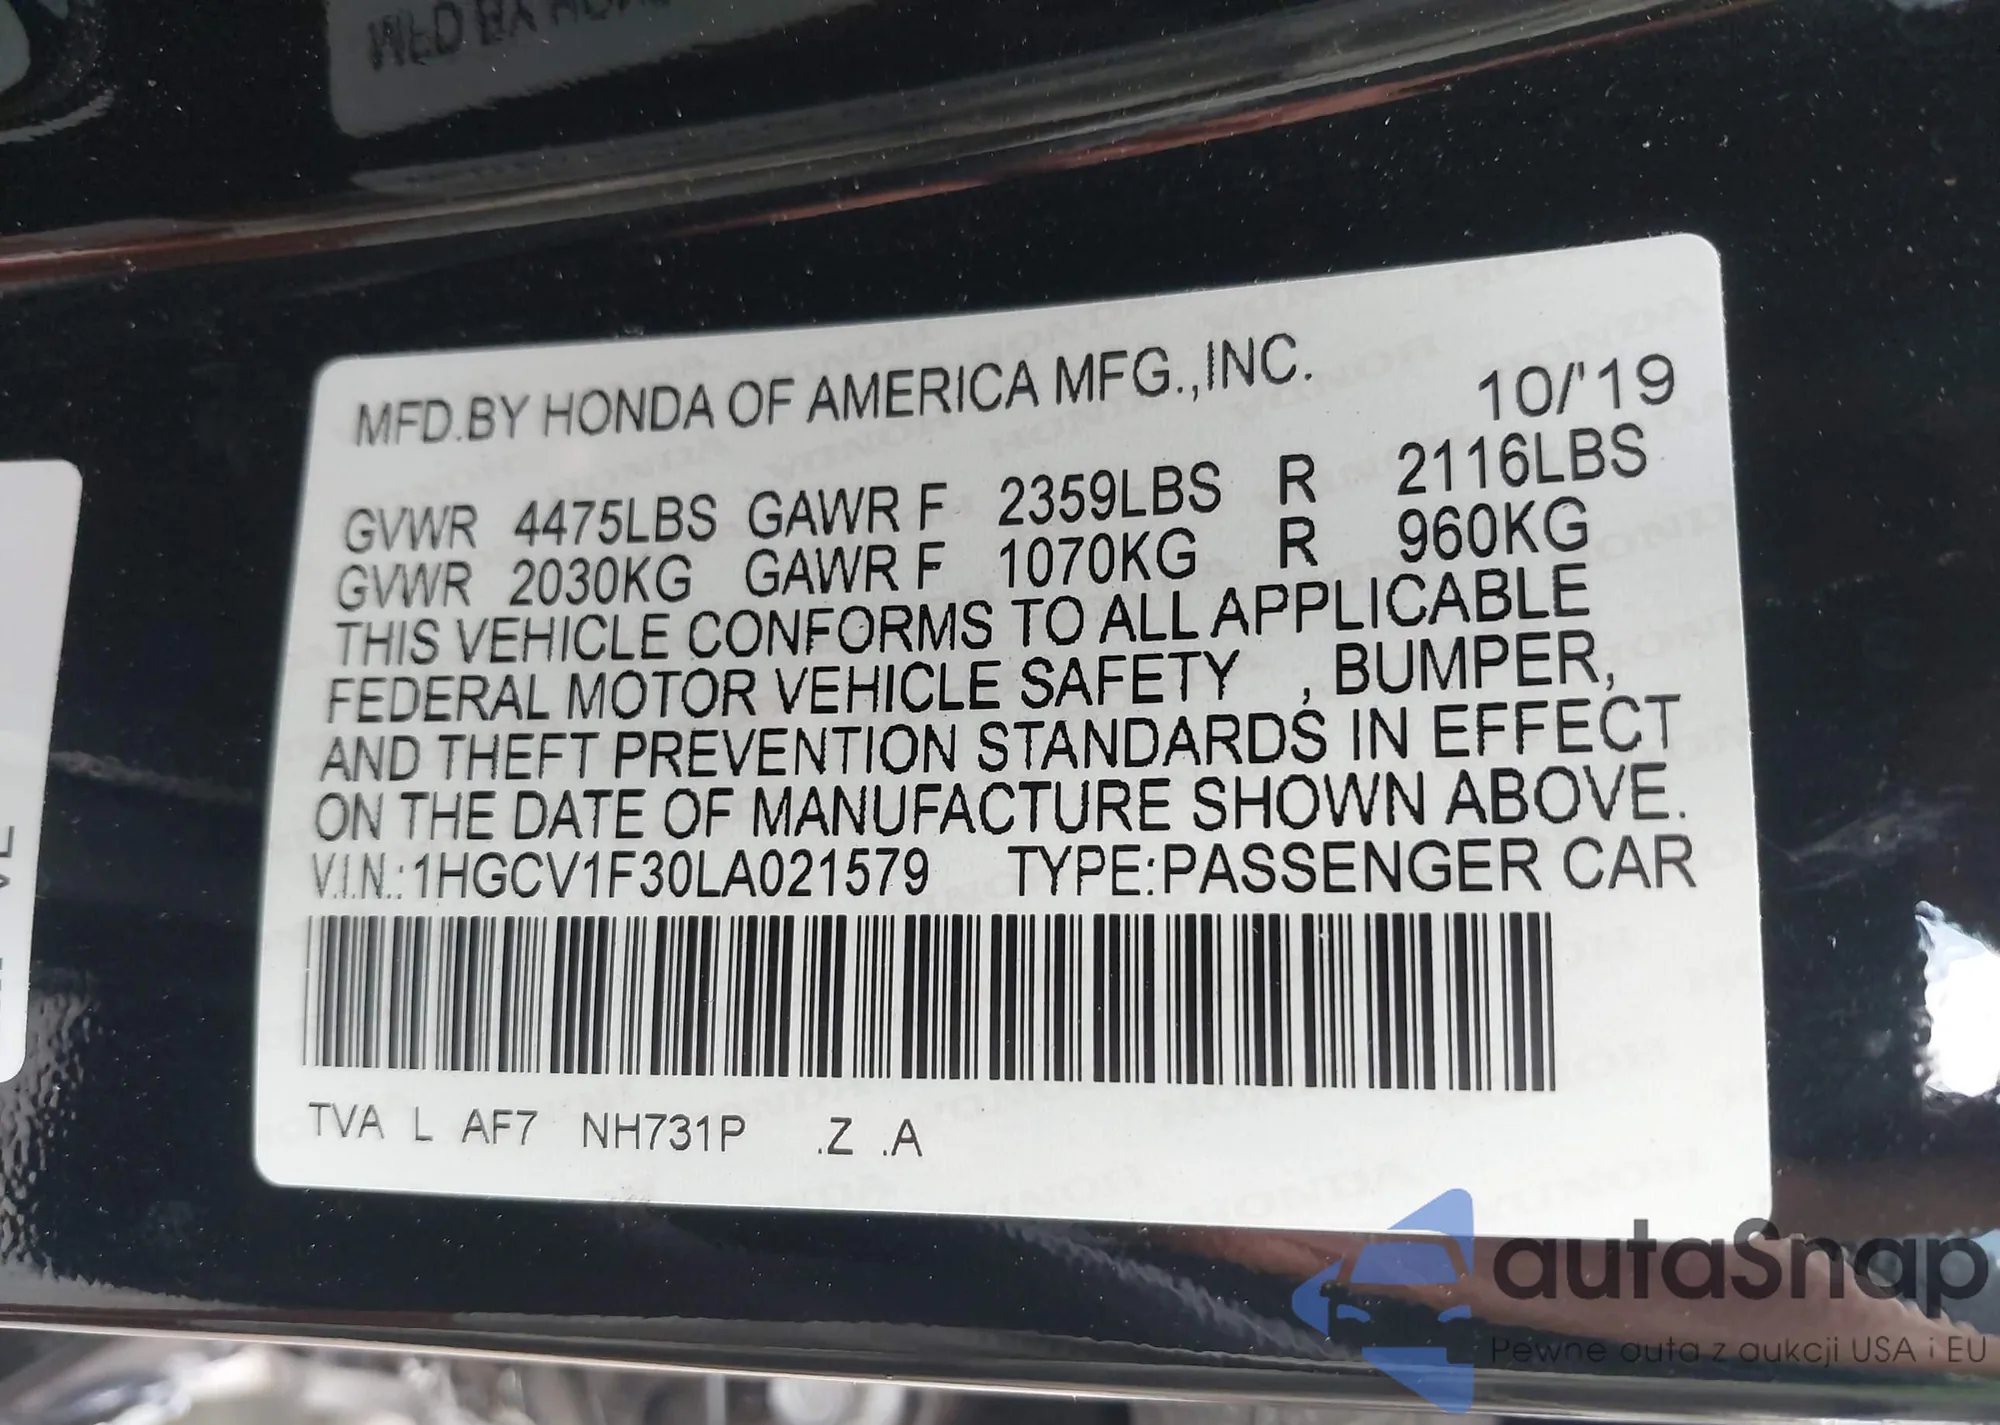 MFD.BY HONDA OF AMERICA MFG.,INC. 10/'19
GVWR 4475LBS GAWR F 2359LBS R 2116LBS
GVWR 2030KG GAWR F 1070KG R 960KG
THIS VEHICLE CONFORMS TO ALL APPLICABLE
FEDERAL MOTOR VEHICLE SAFETY , BUMPER,
AND THEFT PREVENTION STANDARDS IN EFFECT
ON THE DATE OF MANUFACTURE SHOWN ABOVE.
V.I.N.:1HGCV1F30LA021579 TYPE:PASSENGER CAR
TVA L AF7 NH731P .Z .A
autaSnap
Pewne auta z aukcji USA i EU